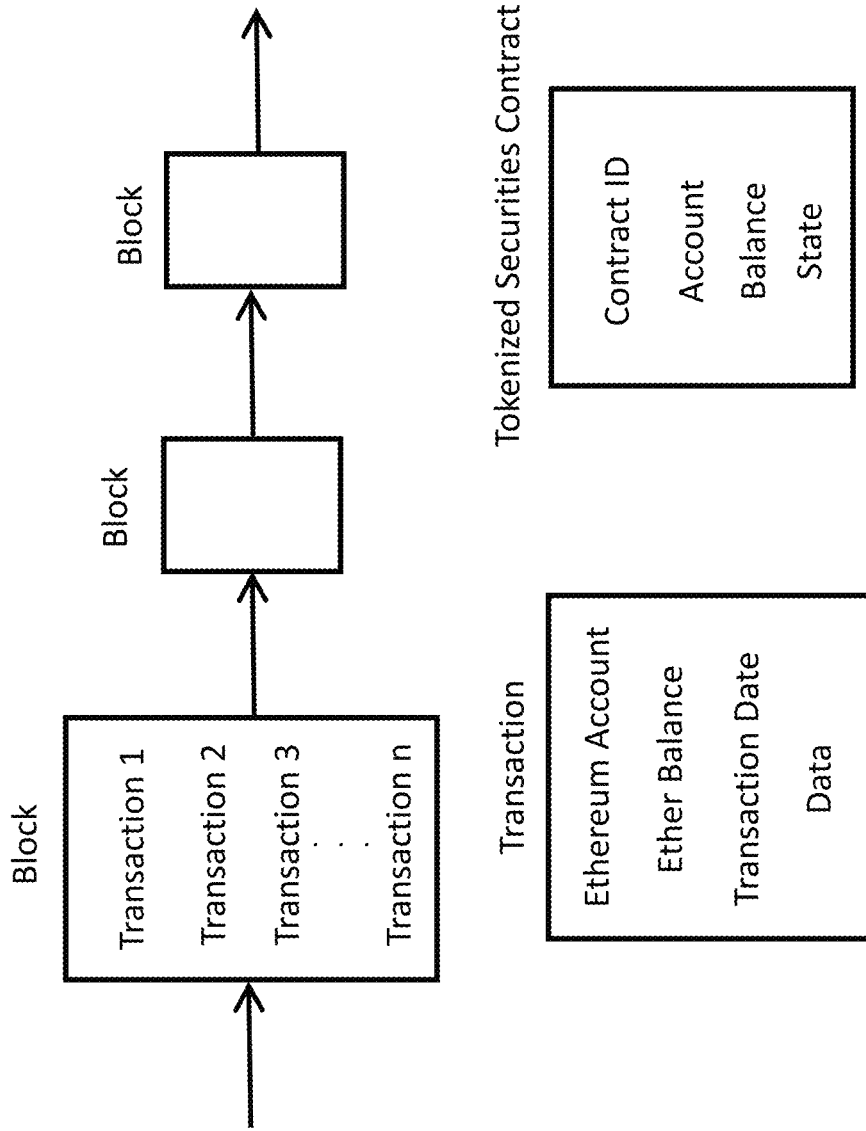 Block
Transaction 1
Transaction 2
Transaction 3
. . .
Transaction n
Block
Block
Transaction
Ethereum Account
Ether Balance
Transaction Date
Data
Tokenized Securities Contract
Contract ID
Account
Balance
State